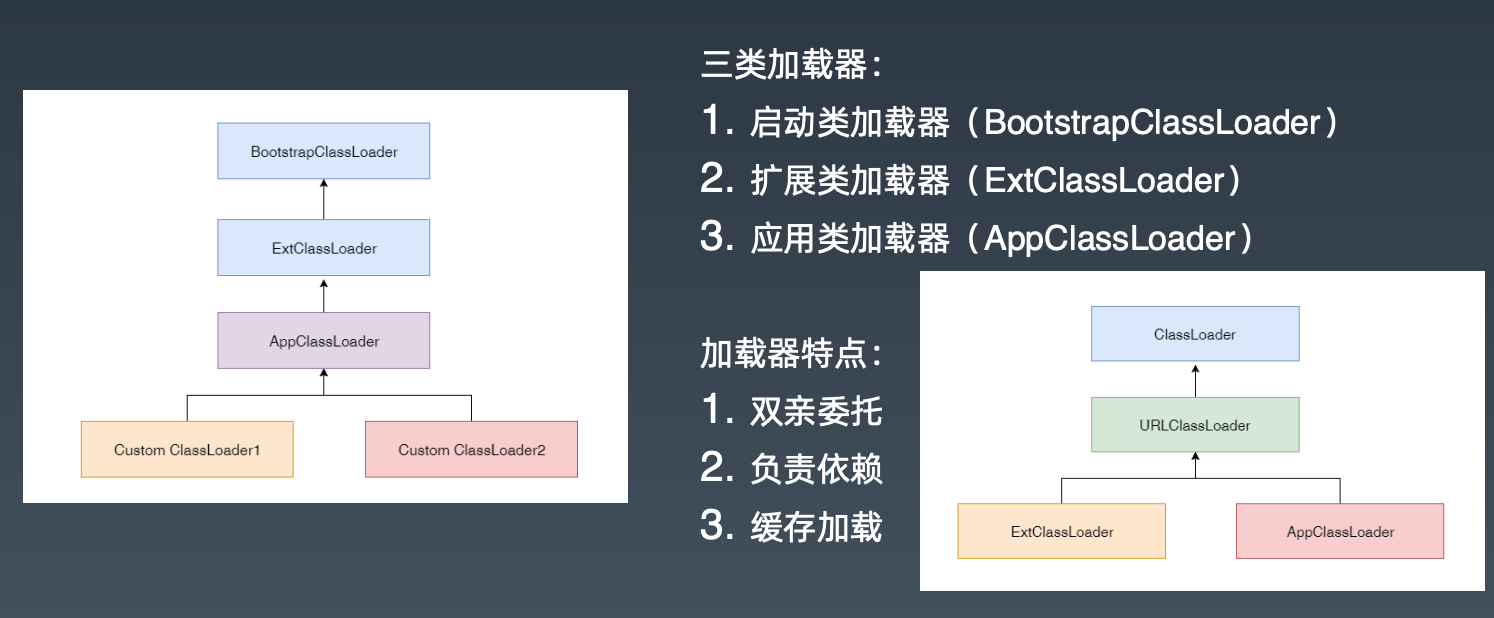 BootstrapClassLoader
ExtClassLoader
AppClassLoader
Custom ClassLoader1
Custom ClassLoader2
三类加载器：
1. 启动类加载器（BootstrapClassLoader）
2. 扩展类加载器（ExtClassLoader）
3. 应用类加载器（AppClassLoader）
加载器特点：
1. 双亲委托
2. 负责依赖
3. 缓存加载
ClassLoader
URLClassLoader
ExtClassLoader
AppClassLoader